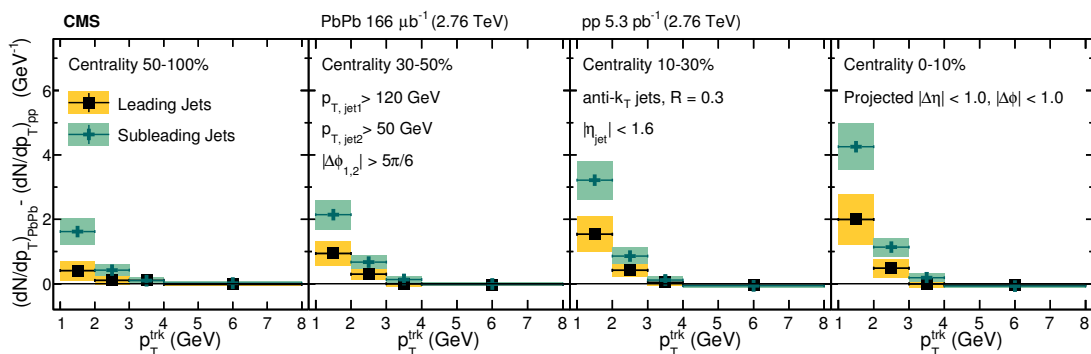 CMS PbPb 166 μb⁻¹ (2.76 TeV) pp 5.3 pb⁻¹ (2.76 TeV)
(dN/dp_T)_PbPb - (dN/dp_T)_pp (GeV⁻¹)
6
4
2
0
Centrality 50-100%
Leading Jets
Subleading Jets
Centrality 30-50%
p_T, jet1 > 120 GeV
p_T, jet2 > 50 GeV
|Δϕ_1,2| > 5π/6
Centrality 10-30%
anti-k_T jets, R = 0.3
|η_jet| < 1.6
Centrality 0-10%
Projected |Δη| < 1.0, |Δϕ| < 1.0
1 2 3 4 5 6 7 8 1 2 3 4 5 6 7 8 1 2 3 4 5 6 7 8 1 2 3 4 5 6 7 8
p_T^trk (GeV) p_T^trk (GeV) p_T^trk (GeV) p_T^trk (GeV)